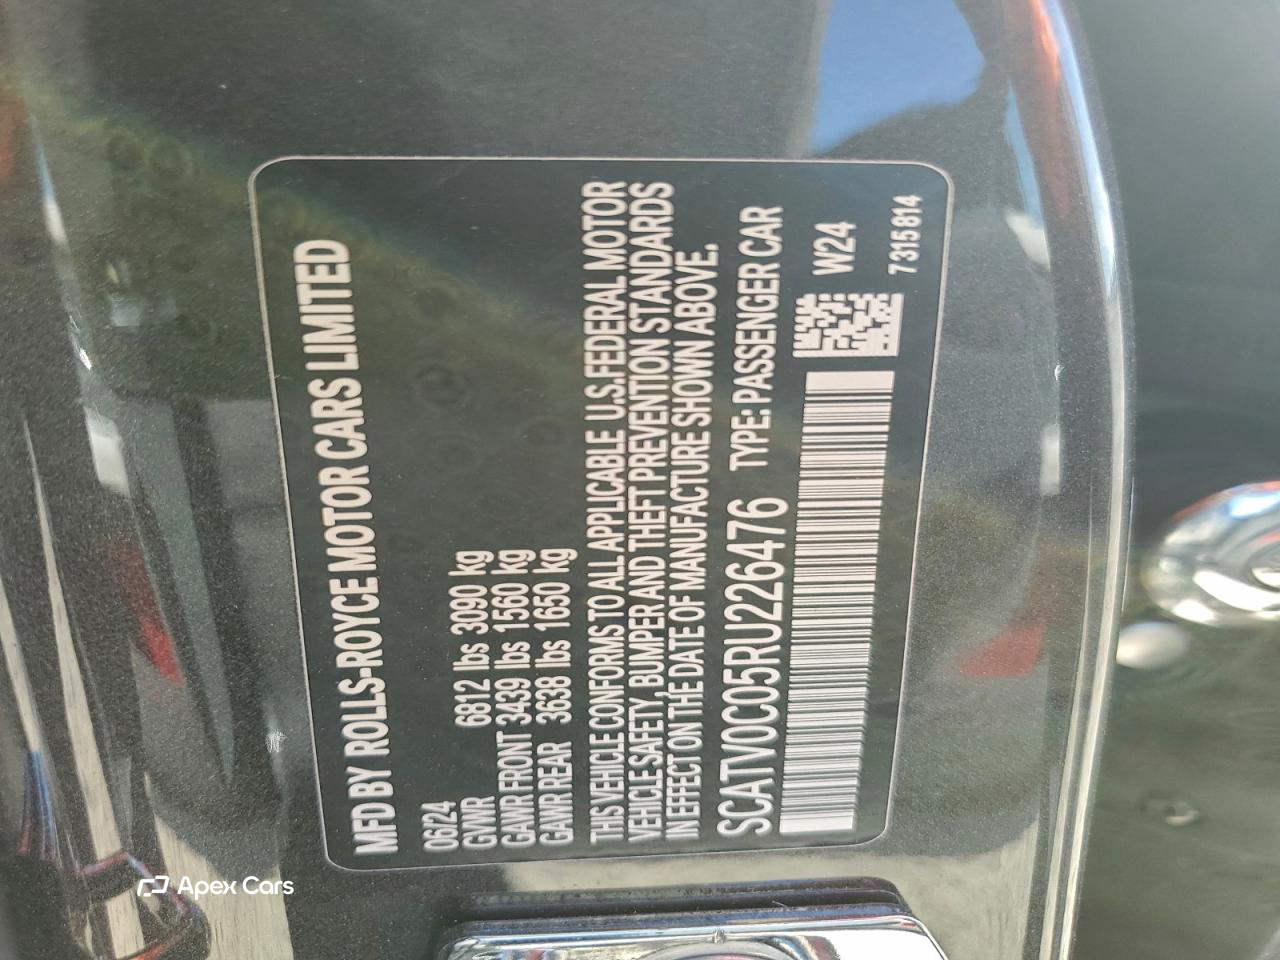 MFD BY ROLLS-ROYCE MOTOR CARS LIMITED
06/24
GVWR 6812 lbs 3090 kg
GAWR FRONT 3439 lbs 1560 kg
GAWR REAR 3638 lbs 1650 kg
THIS VEHICLE CONFORMS TO ALL APPLICABLE U.S.FEDERAL MOTOR
VEHICLE SAFETY, BUMPER AND THEFT PREVENTION STANDARDS
IN EFFECT ON THE DATE OF MANUFACTURE SHOWN ABOVE.
SCATV0C05RU226476 TYPE: PASSENGER CAR
W24
7315814
Apex Cars